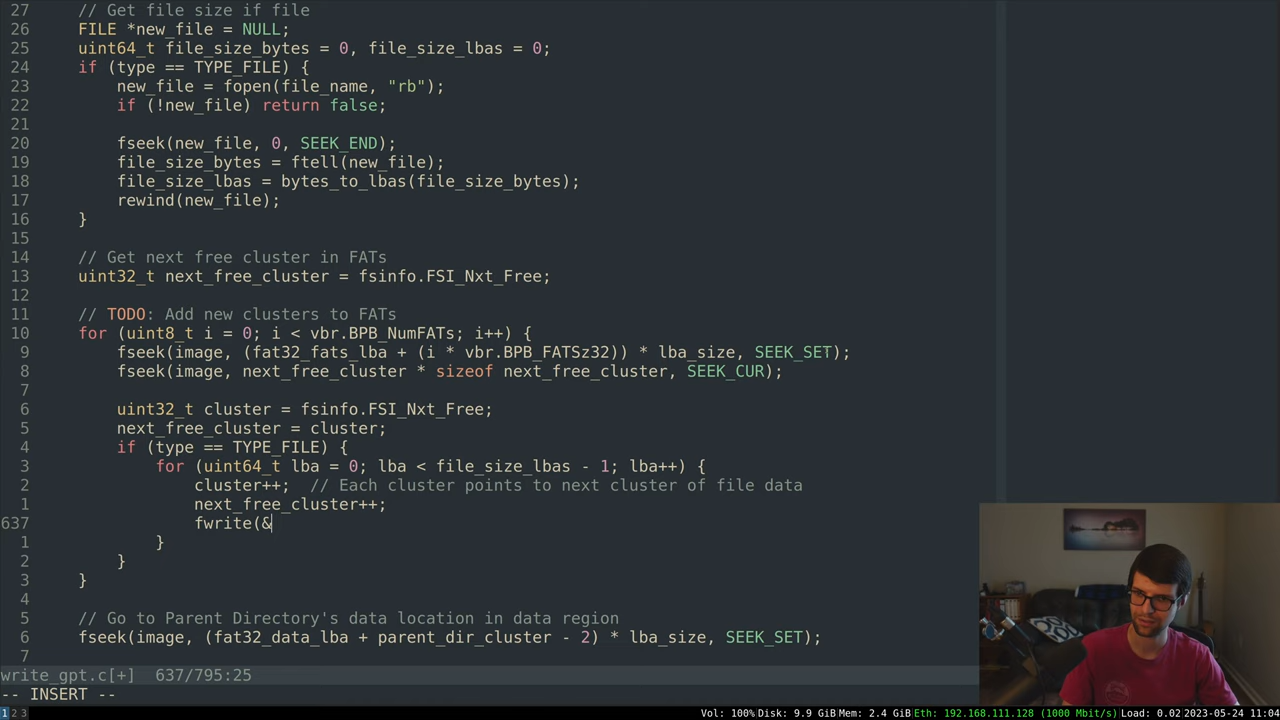 27     // Get file size if file
26     FILE *new_file = NULL;
25     uint64_t file_size_bytes = 0, file_size_lbas = 0;
24     if (type == TYPE_FILE) {
23         new_file = fopen(file_name, "rb");
22         if (!new_file) return false;
21
20         fseek(new_file, 0, SEEK_END);
19         file_size_bytes = ftell(new_file);
18         file_size_lbas = bytes_to_lbas(file_size_bytes);
17         rewind(new_file);
16     }
15
14     // Get next free cluster in FATs
13     uint32_t next_free_cluster = fsinfo.FSI_Nxt_Free;
12
11     // TODO: Add new clusters to FATs
10     for (uint8_t i = 0; i < vbr.BPB_NumFATs; i++) {
9         fseek(image, (fat32_fats_lba + (i * vbr.BPB_FATSz32)) * lba_size, SEEK_SET);
8         fseek(image, next_free_cluster * sizeof next_free_cluster, SEEK_CUR);
7
6         uint32_t cluster = fsinfo.FSI_Nxt_Free;
5         next_free_cluster = cluster;
4         if (type == TYPE_FILE) {
3             for (uint64_t lba = 0; lba < file_size_lbas - 1; lba++) {
2                 cluster++;  // Each cluster points to next cluster of file data
1                 next_free_cluster++;
637                 fwrite(&
1             }
2         }
3     }
4
5     // Go to Parent Directory's data location in data region
6     fseek(image, (fat32_data_lba + parent_dir_cluster - 2) * lba_size, SEEK_SET);
7
write_gpt.c[+]  637/795:25
-- INSERT --
1 2 3 Vol: 100% Disk: 9.9 GiB Mem: 2.4 GiB Eth: 192.168.111.128 (1000 Mbit/s) Load: 0.02 2023-05-24 11:04